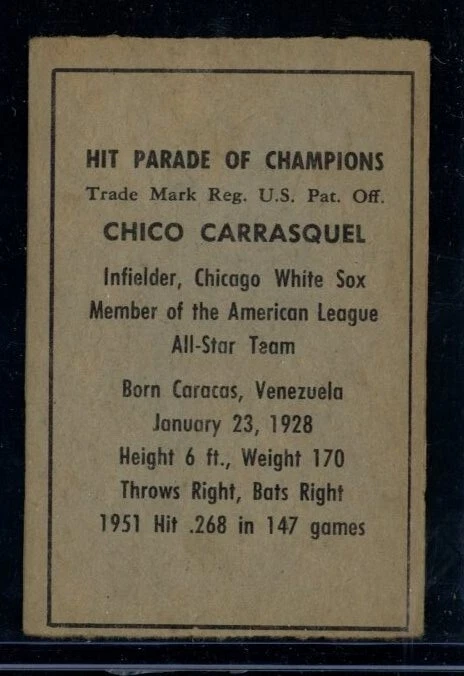 HIT PARADE OF CHAMPIONS
Trade Mark Reg. U.S. Pat. Off.
CHICO CARRASQUEL
Infielder, Chicago White Sox
Member of the American League
All-Star Team
Born Caracas, Venezuela
January 23, 1928
Height 6 ft., Weight 170
Throws Right, Bats Right
1951 Hit .268 in 147 games